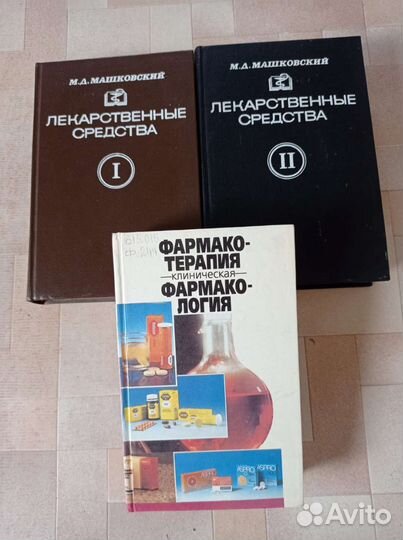 М.Д. МАШКОВСКИЙ
ЛЕКАРСТВЕННЫЕ
СРЕДСТВА
I
М.Д. МАШКОВСКИЙ
ЛЕКАРСТВЕННЫЕ
СРЕДСТВА
II
ФАРМАКО-
ТЕРАПИЯ
КЛИНИЧЕСКАЯ
ФАРМАКО-
ЛОГИЯ
ASPRO
ASPRO
Avito